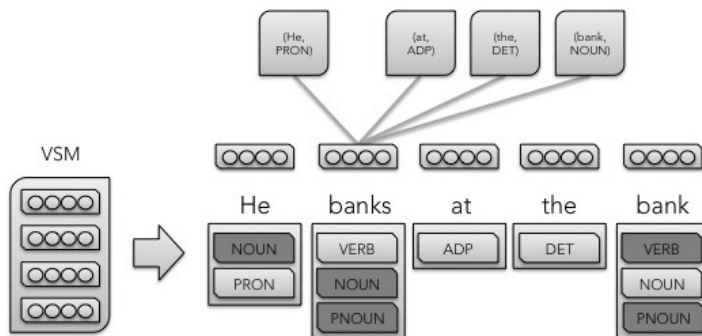 (He, PRON)
(at, ADP)
(the, DET)
(bank, NOUN)
VSM
He banks at the bank
NOUN VERB ADP DET VERB
PRON NOUN NOUN
PNOUN PNOUN